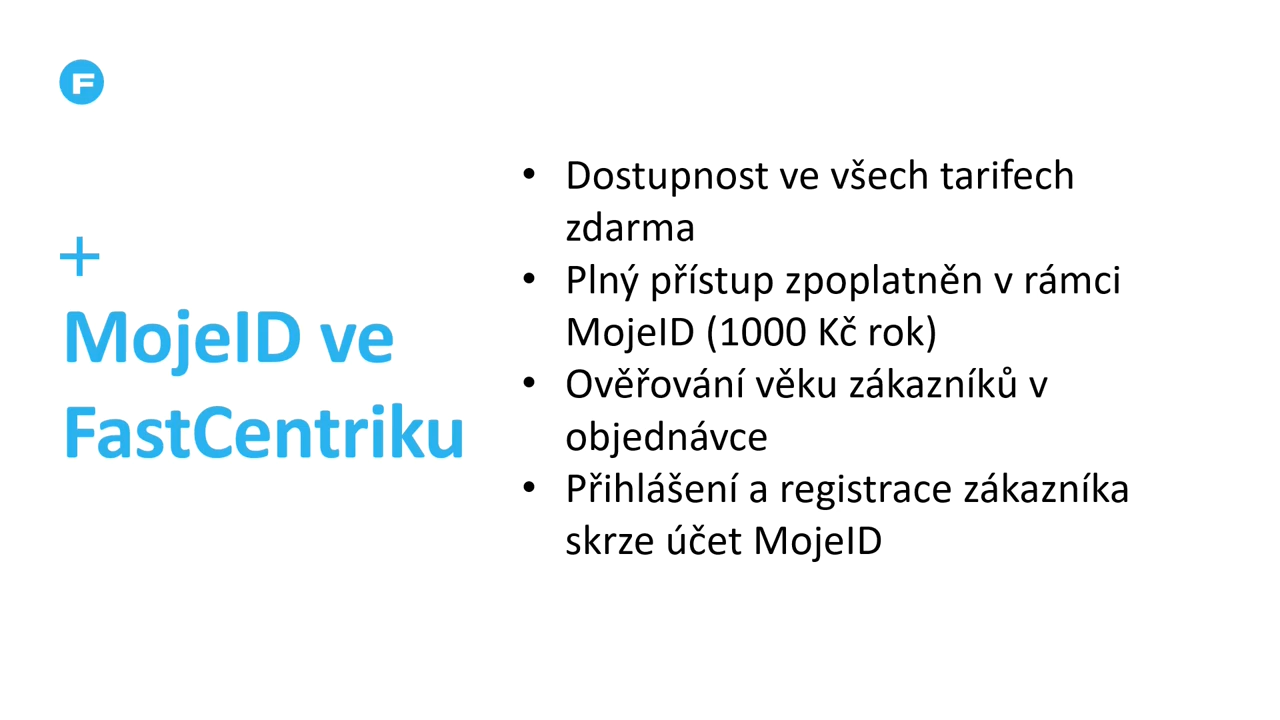 F
+
MojeID ve
FastCentriku
• Dostupnost ve všech tarifech
zdarma
• Plný přístup zpoplatněn v rámci
MojeID (1000 Kč rok)
• Ověřování věku zákazníků v
objednávce
• Přihlášení a registrace zákazníka
skrze účet MojeID